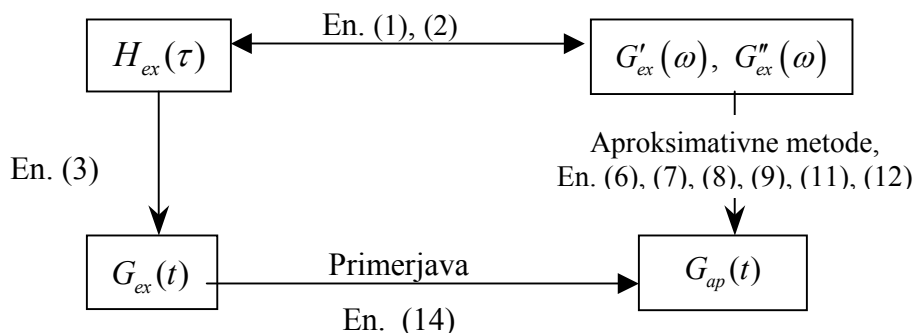 En. (1), (2)
H_ex(τ)
G'_ex(ω), G''_ex(ω)
En. (3)
Aproksimativne metode,
En. (6), (7), (8), (9), (11), (12)
G_ex(t)
Primerjava
En. (14)
G_ap(t)